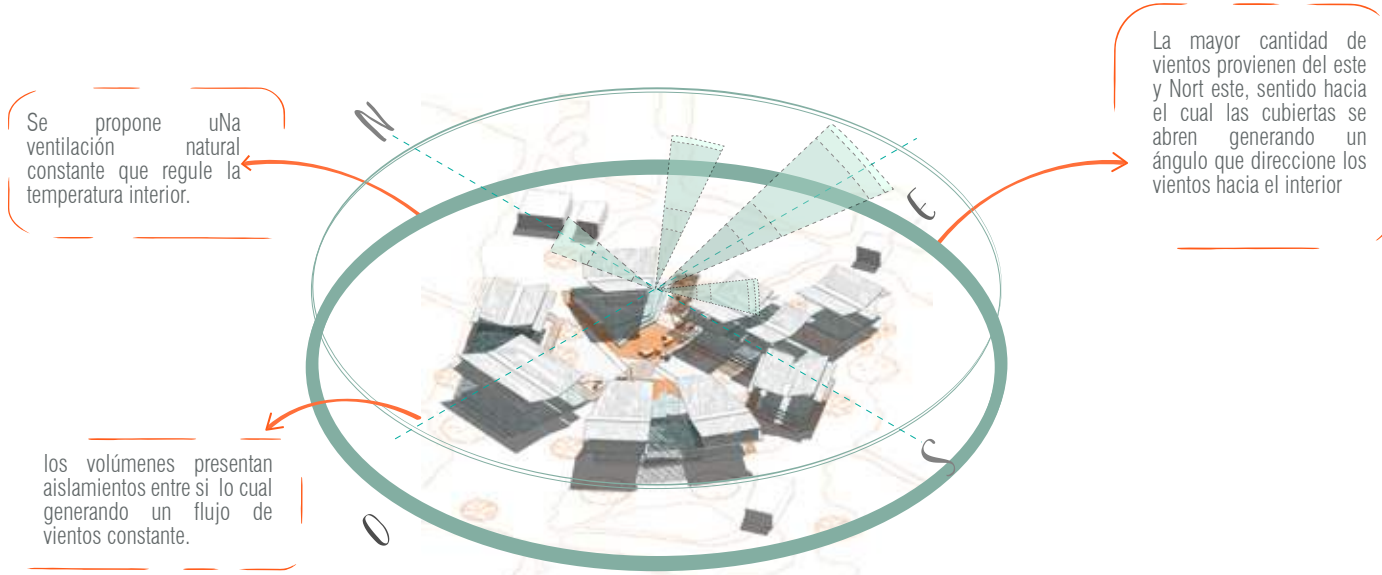 La mayor cantidad de
vientos provienen del este
y Nort este, sentido hacia
el cual las cubiertas se
abren generando un
ángulo que direccione los
vientos hacia el interior
Se propone uNa
ventilación natural
constante que regule la
temperatura interior.
N
E
los volúmenes presentan
aislamientos entre si lo cual
generando un flujo de
vientos constante.
S
O